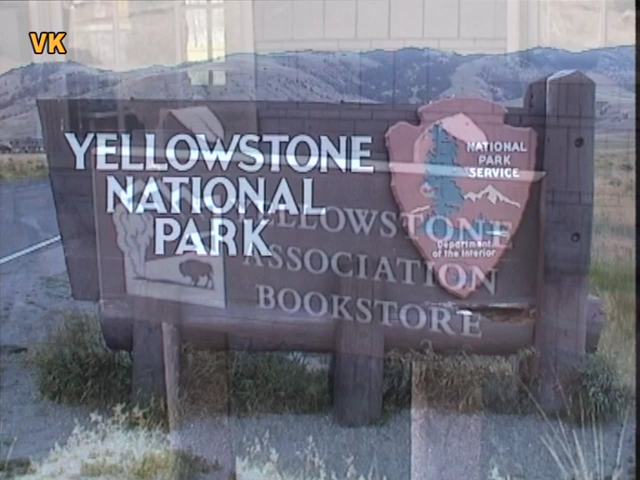 VK
YELLOWSTONE
NATIONAL
PARK
NATIONAL
PARK
SERVICE
Department
of the Interior
YELLOWSTONE
ASSOCIATION
BOOKSTORE